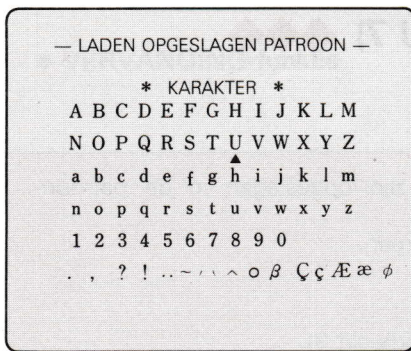 — LADEN OPGESLAGEN PATROON —
* KARAKTER *
A B C D E F G H I J K L M
N O P Q R S T U V W X Y Z
▲
a b c d e f g h i j k l m
n o p q r s t u v w x y z
1 2 3 4 5 6 7 8 9 0
. , ? ! .. ~ ՛ ՝ ^ o β Ç ç Æ æ ø